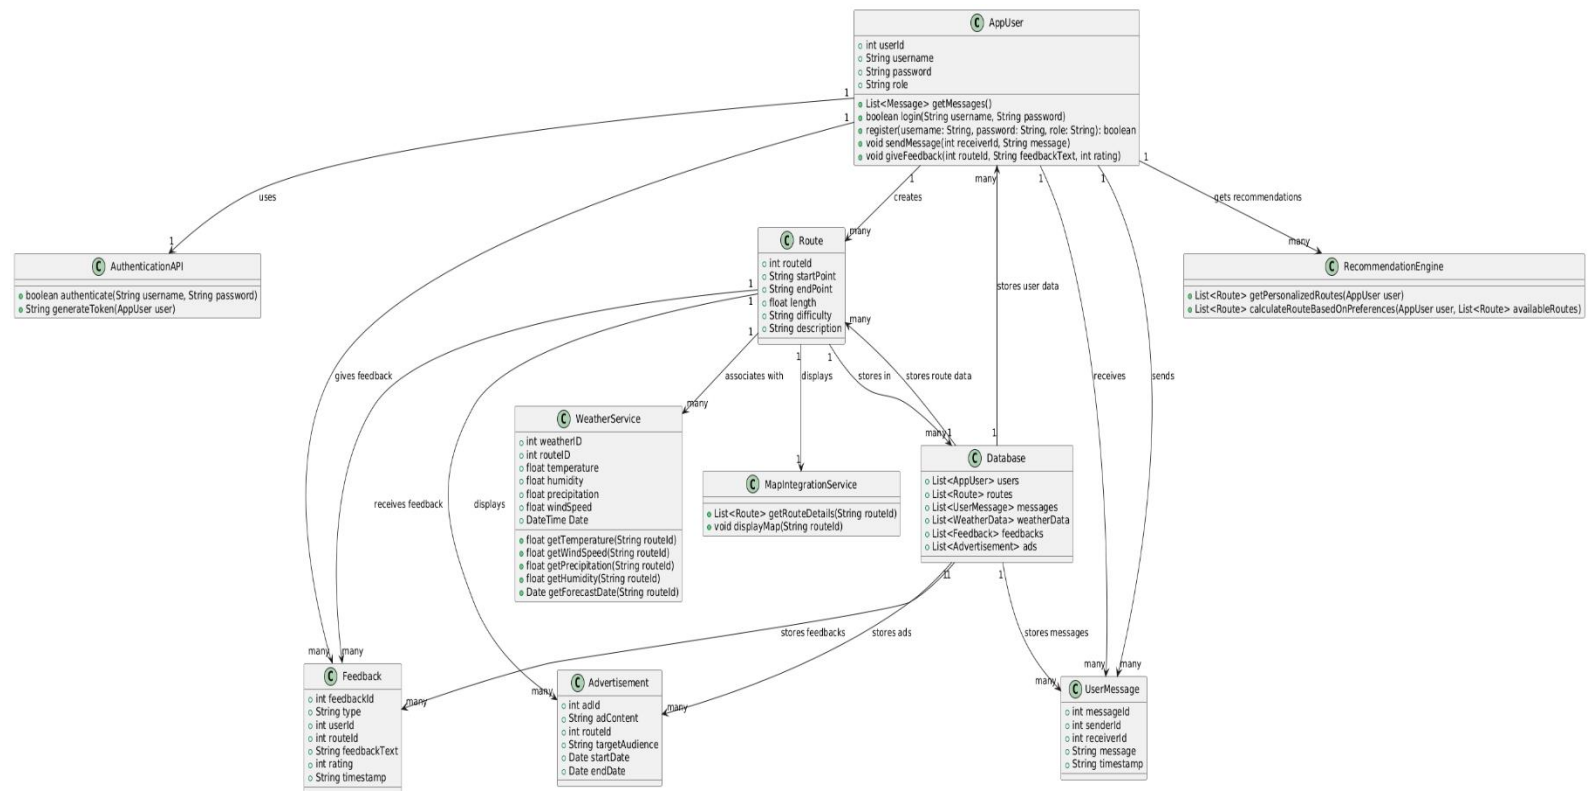 C AppUser
int userId
String username
String password
String role
List<Message> getMessages()
boolean login(String username, String password)
register(username: String, password: String, role: String): boolean
void sendMessage(int receiverId, String message)
void giveFeedback(int routeId, String feedbackText, int rating)
1
1
1
many
1
1
1
uses
creates
gets recommendations
1
many
many
C AuthenticationAPI
boolean authenticate(String username, String password)
String generateToken(AppUser user)
C Route
int routeId
String startPoint
String endPoint
float length
String difficulty
String description
C RecommendationEngine
List<Route> getPersonalizedRoutes(AppUser user)
List<Route> calculateRouteBasedOnPreferences(AppUser user, List<Route> availableRoutes)
stores user data
1
1
1
1
1
many
gives feedback
associates with
displays
stores in
stores route data
receives
sends
many
1
many
1
1
C WeatherService
int weatherID
int routeID
float temperature
float humidity
float precipitation
float windSpeed
DateTime Date
float getTemperature(String routeId)
float getWindSpeed(String routeId)
float getPrecipitation(String routeId)
float getHumidity(String routeId)
Date getForecastDate(String routeId)
C MapIntegrationService
List<Route> getRouteDetails(String routeId)
void displayMap(String routeId)
C Database
List<AppUser> users
List<Route> routes
List<UserMessage> messages
List<WeatherData> weatherData
List<Feedback> feedbacks
List<Advertisement> ads
receives feedback
displays
1
1
1
stores feedbacks
stores ads
stores messages
many
many
many
many
many
many
many
many
C Feedback
int feedbackId
String type
int userId
int routeId
String feedbackText
int rating
String timestamp
C Advertisement
int adId
String adContent
int routeId
String targetAudience
Date startDate
Date endDate
C UserMessage
int messageId
int senderId
int receiverId
String message
String timestamp